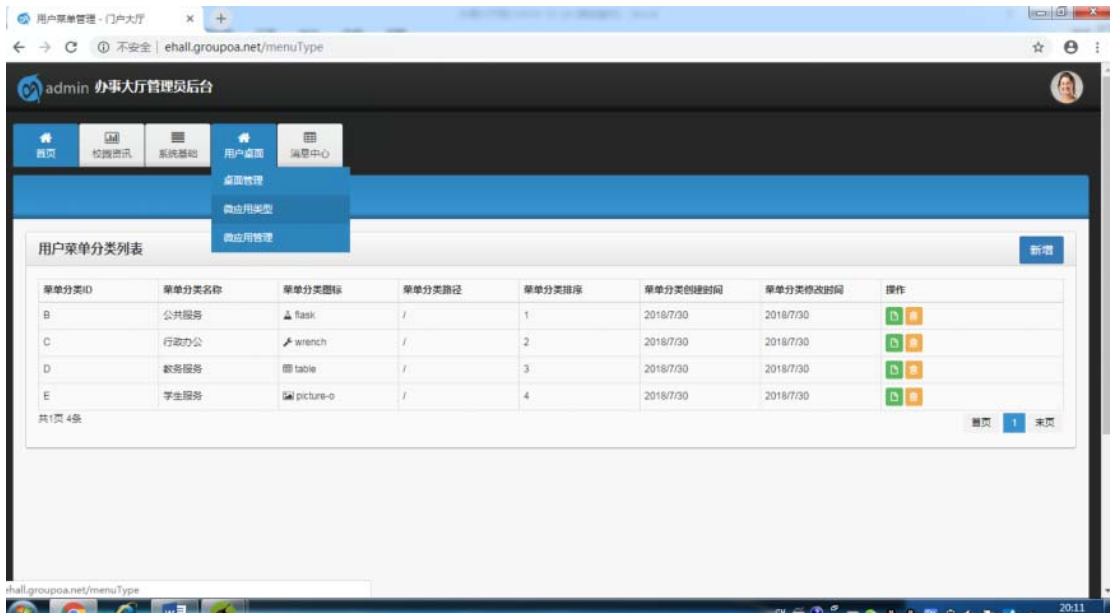 用户菜单管理 - 门户大厅
不安全 | ehall.groupoa.net/menuType
admin 办事大厅管理员后台
首页 校园资讯 系统基础 用户桌面 消息中心
桌面管理
微应用类型
微应用管理
用户菜单分类列表 新增
菜单分类ID 菜单分类名称 菜单分类图标 菜单分类路径 菜单分类排序 菜单分类创建时间 菜单分类修改时间 操作
B 公共服务 flask / 1 2018/7/30 2018/7/30
C 行政办公 wrench / 2 2018/7/30 2018/7/30
D 教务服务 table / 3 2018/7/30 2018/7/30
E 学生服务 picture-o / 4 2018/7/30 2018/7/30
共1页 4条 首页 1 末页
ehall.groupoa.net/menuType
20:11